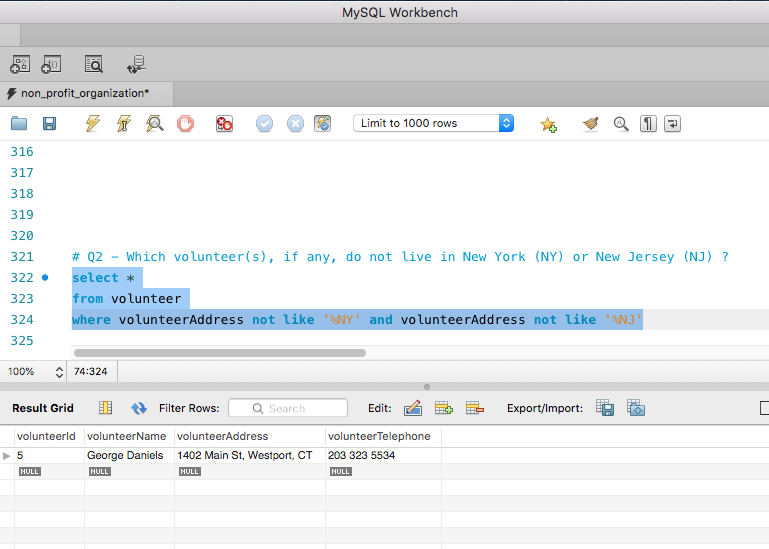 MySQL Workbench
non_profit_organization*
Limit to 1000 rows
316
317
318
319
320
321 # Q2 - Which volunteer(s), if any, do not live in New York (NY) or New Jersey (NJ) ?
322 select *
323 from volunteer
324 where volunteerAddress not like '%NY' and volunteerAddress not like '%NJ'
325
100% 74:324
Result Grid Filter Rows: Search Edit: Export/Import:
volunteerId volunteerName volunteerAddress volunteerTelephone
5 George Daniels 1402 Main St, Westport, CT 203 323 5534
NULL NULL NULL NULL